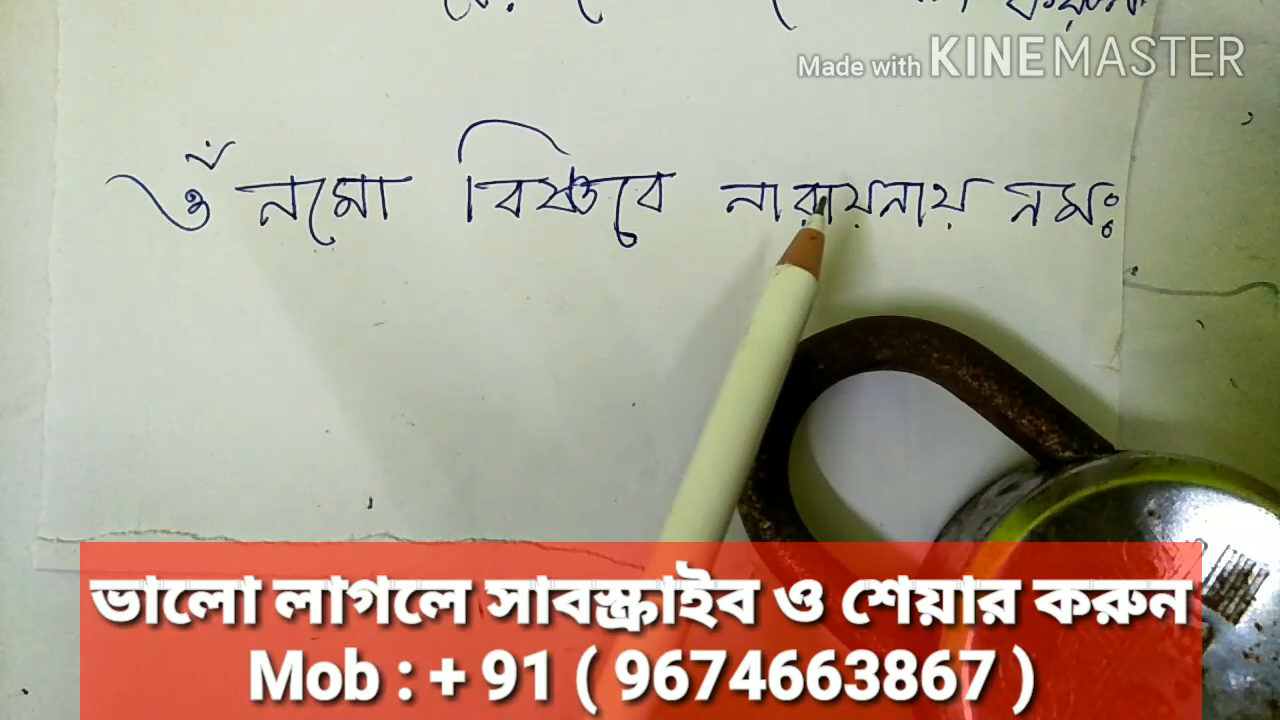 Made with KINEMASTER
ওঁ নমো বিষ্ণবে নারায়নায় নমঃ
ভালো লাগলে সাবস্ক্রাইব ও শেয়ার করুন
Mob : + 91 ( 9674663867 )